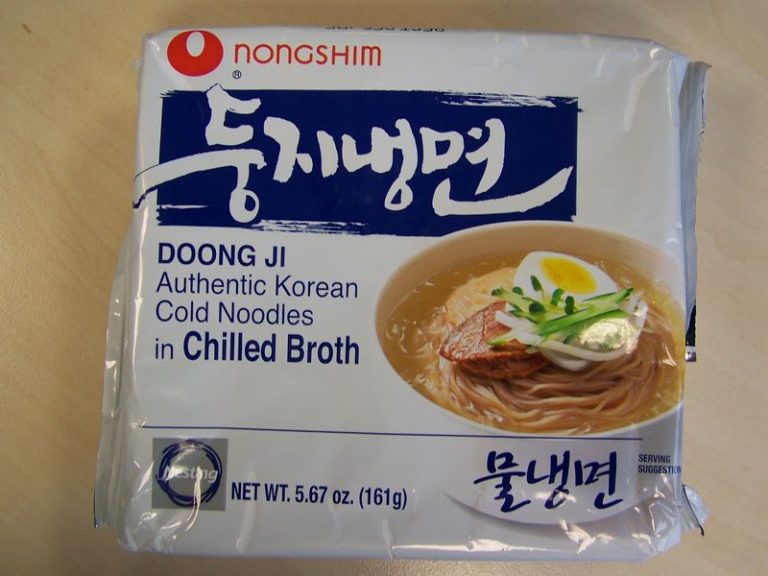 nongshim
®
둥지냉면
DOONG JI
Authentic Korean
Cold Noodles
in Chilled Broth
Nesting
NET WT. 5.67 oz. (161g)
물냉면
SERVING
SUGGESTION